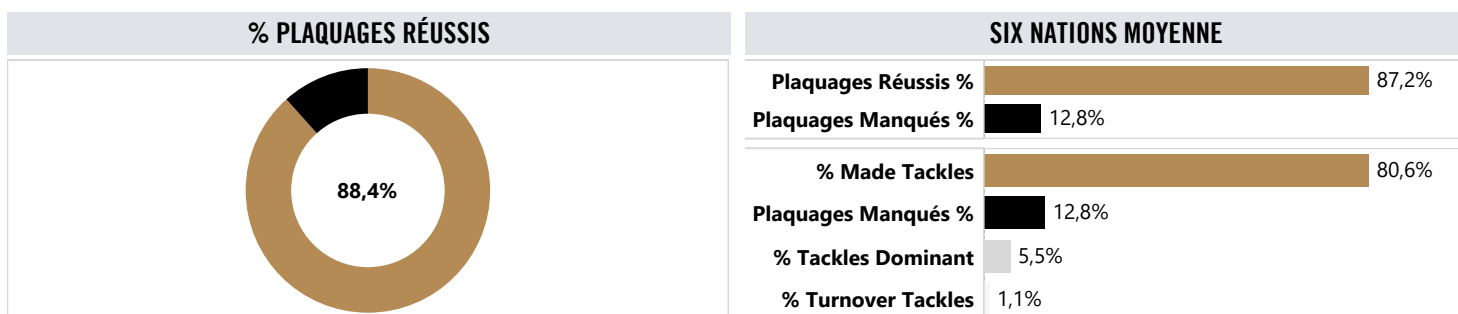 % PLAQUAGES RÉUSSIS
88,4%
SIX NATIONS MOYENNE
Plaquages Réussis % 87,2%
Plaquages Manqués % 12,8%
% Made Tackles 80,6%
Plaquages Manqués % 12,8%
% Tackles Dominant 5,5%
% Turnover Tackles 1,1%